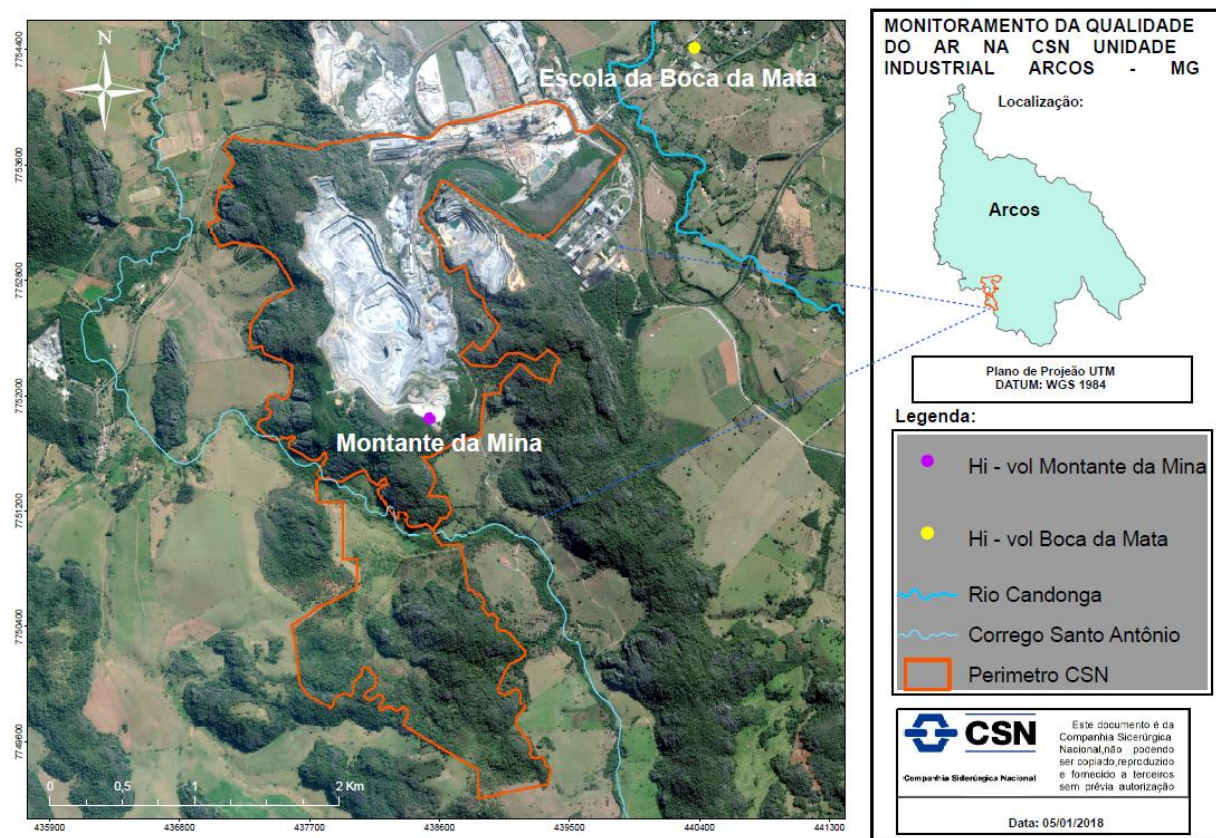 N
Escola da Boca da Mata
Montante da Mina
0 0,5 1 2 Km
7754400
7753600
7752800
7752000
7751200
7750400
7749600
435900 436800 437700 438600 439500 440400 441300
MONITORAMENTO DA QUALIDADE
DO AR NA CSN UNIDADE
INDUSTRIAL ARCOS - MG
Localização:
Arcos
Plano de Projeão UTM
DATUM: WGS 1984
Legenda:
Hi - vol Montante da Mina
Hi - vol Boca da Mata
Rio Candonga
Corrego Santo Antônio
Perimetro CSN
CSN
Companhia Siderúrgica Nacional
Este documento é da
Companhia Siderúrgica
Nacional,não podendo
ser copiado,reproduzido
e fornecido a terceiros
sem prévia autorização
Data: 05/01/2018